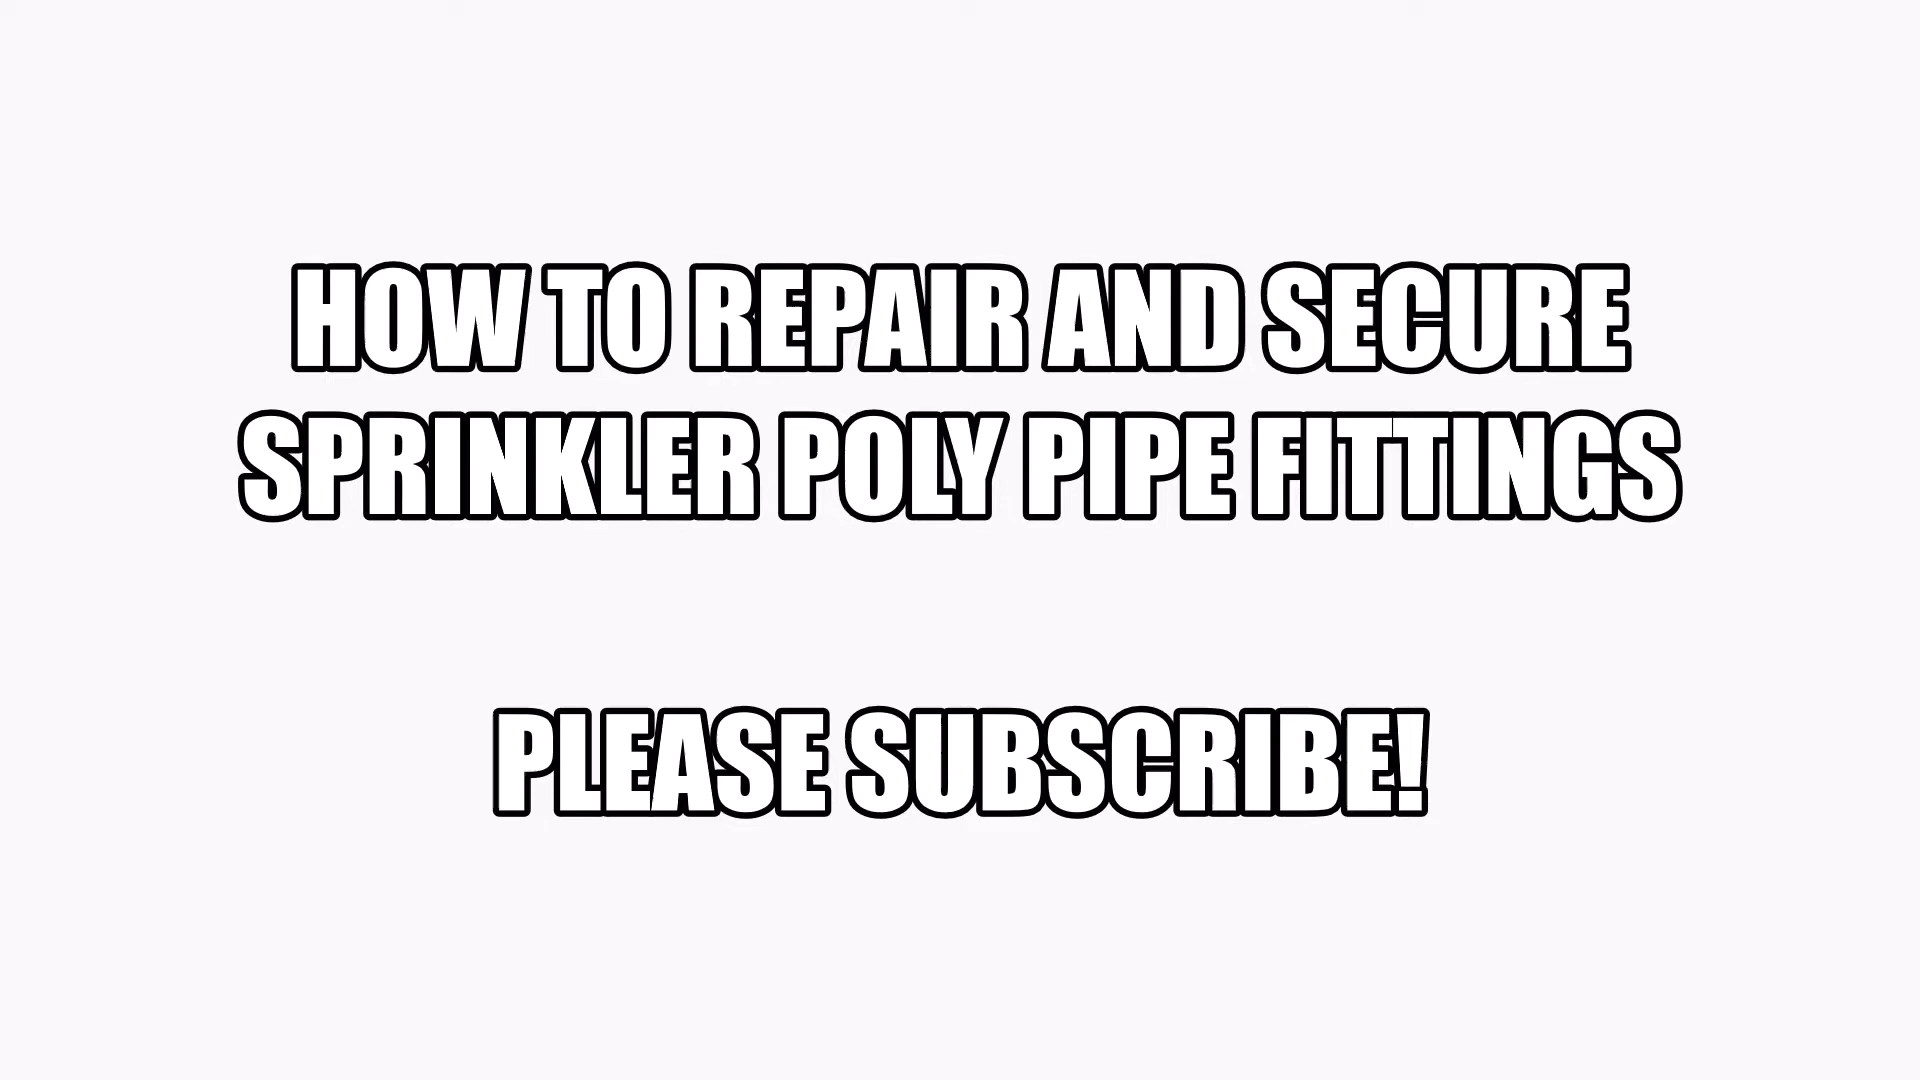 HOW TO REPAIR AND SECURE
SPRINKLER POLY PIPE FITTINGS
PLEASE SUBSCRIBE!